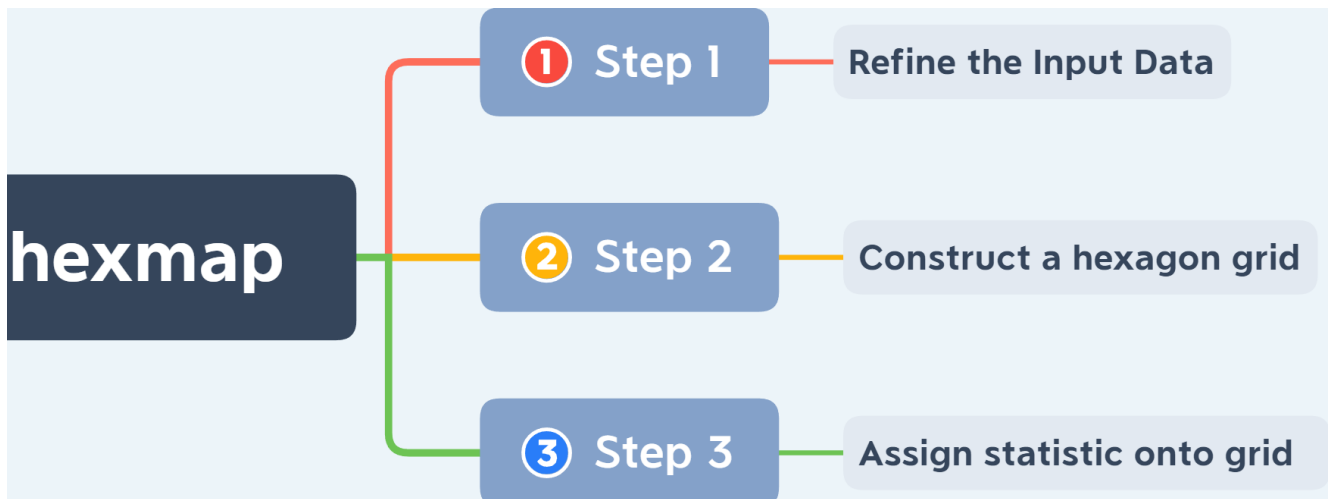 hexmap
1 Step 1
Refine the Input Data
2 Step 2
Construct a hexagon grid
3 Step 3
Assign statistic onto grid